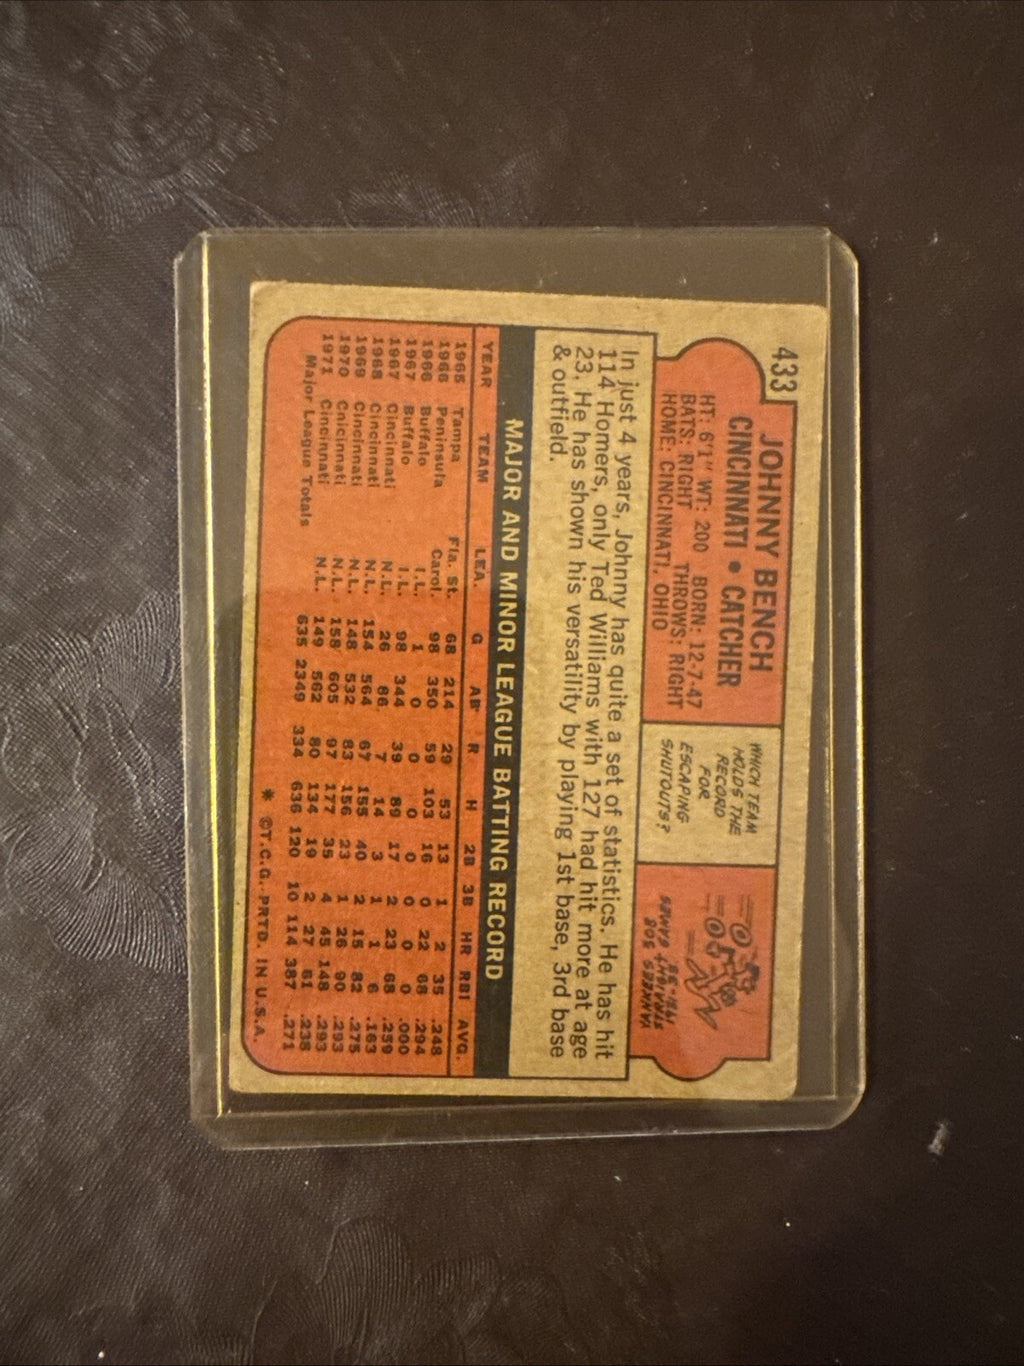 433
JOHNNY BENCH
CINCINNATI • CATCHER
HT: 6'1" WT: 200 BORN: 12-7-47
BATS: RIGHT THROWS: RIGHT
HOME: CINCINNATI, OHIO
WHICH TEAM
HOLDS THE
RECORD
FOR
ESCAPING
SHUTOUTS?
YANKEES 308
STRAIGHT GAMES
1931-33
In just 4 years, Johnny has quite a set of statistics. He has hit
114 Homers, only Ted Williams with 127 had hit more at age
23. He has shown his versatility by playing 1st base, 3rd base
& outfield.
MAJOR AND MINOR LEAGUE BATTING RECORD
YEAR TEAM LEA. G AB R H 2B 3B HR RBI AVG.
1965 Tampa Fla. St. 68 214 29 53 13 1 2 35 .248
1966 Peninsula Carol. 98 350 59 103 16 0 22 68 .294
1966 Buffalo I.L. 1 0 0 0 0 0 0 0 .000
1967 Buffalo I.L. 98 344 39 89 17 2 23 68 .259
1967 Cincinnati N.L. 26 86 7 14 3 1 1 6 .163
1968 Cincinnati N.L. 154 564 67 155 40 2 15 82 .275
1969 Cincinnati N.L. 148 532 83 156 23 1 26 90 .293
1970 Cnicinnati N.L. 158 605 97 177 35 4 45 148 .293
1971 Cincinnati N.L. 149 562 80 134 19 2 27 61 .238
Major League Totals 635 2349 334 636 120 10 114 387 .271
* ©T.C.G. PRTD. IN U.S.A.